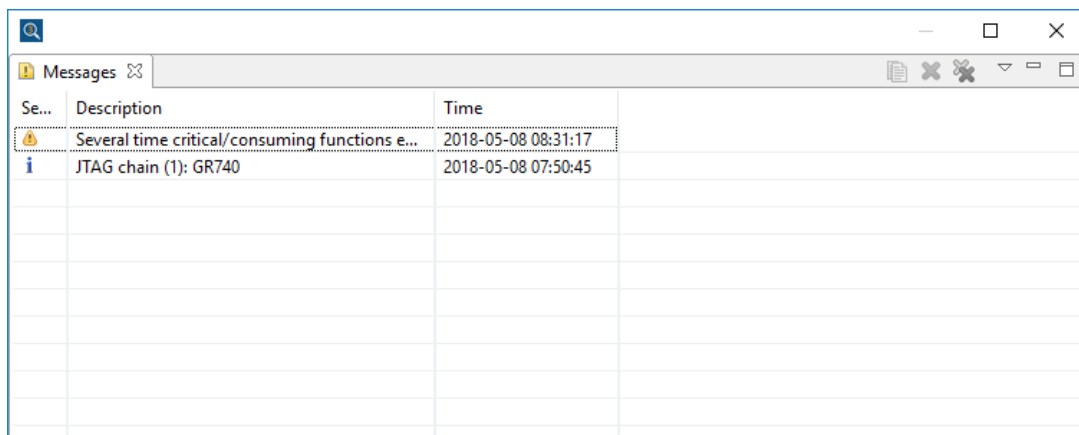 Messages
Se... Description Time
Several time critical/consuming functions e... 2018-05-08 08:31:17
i JTAG chain (1): GR740 2018-05-08 07:50:45